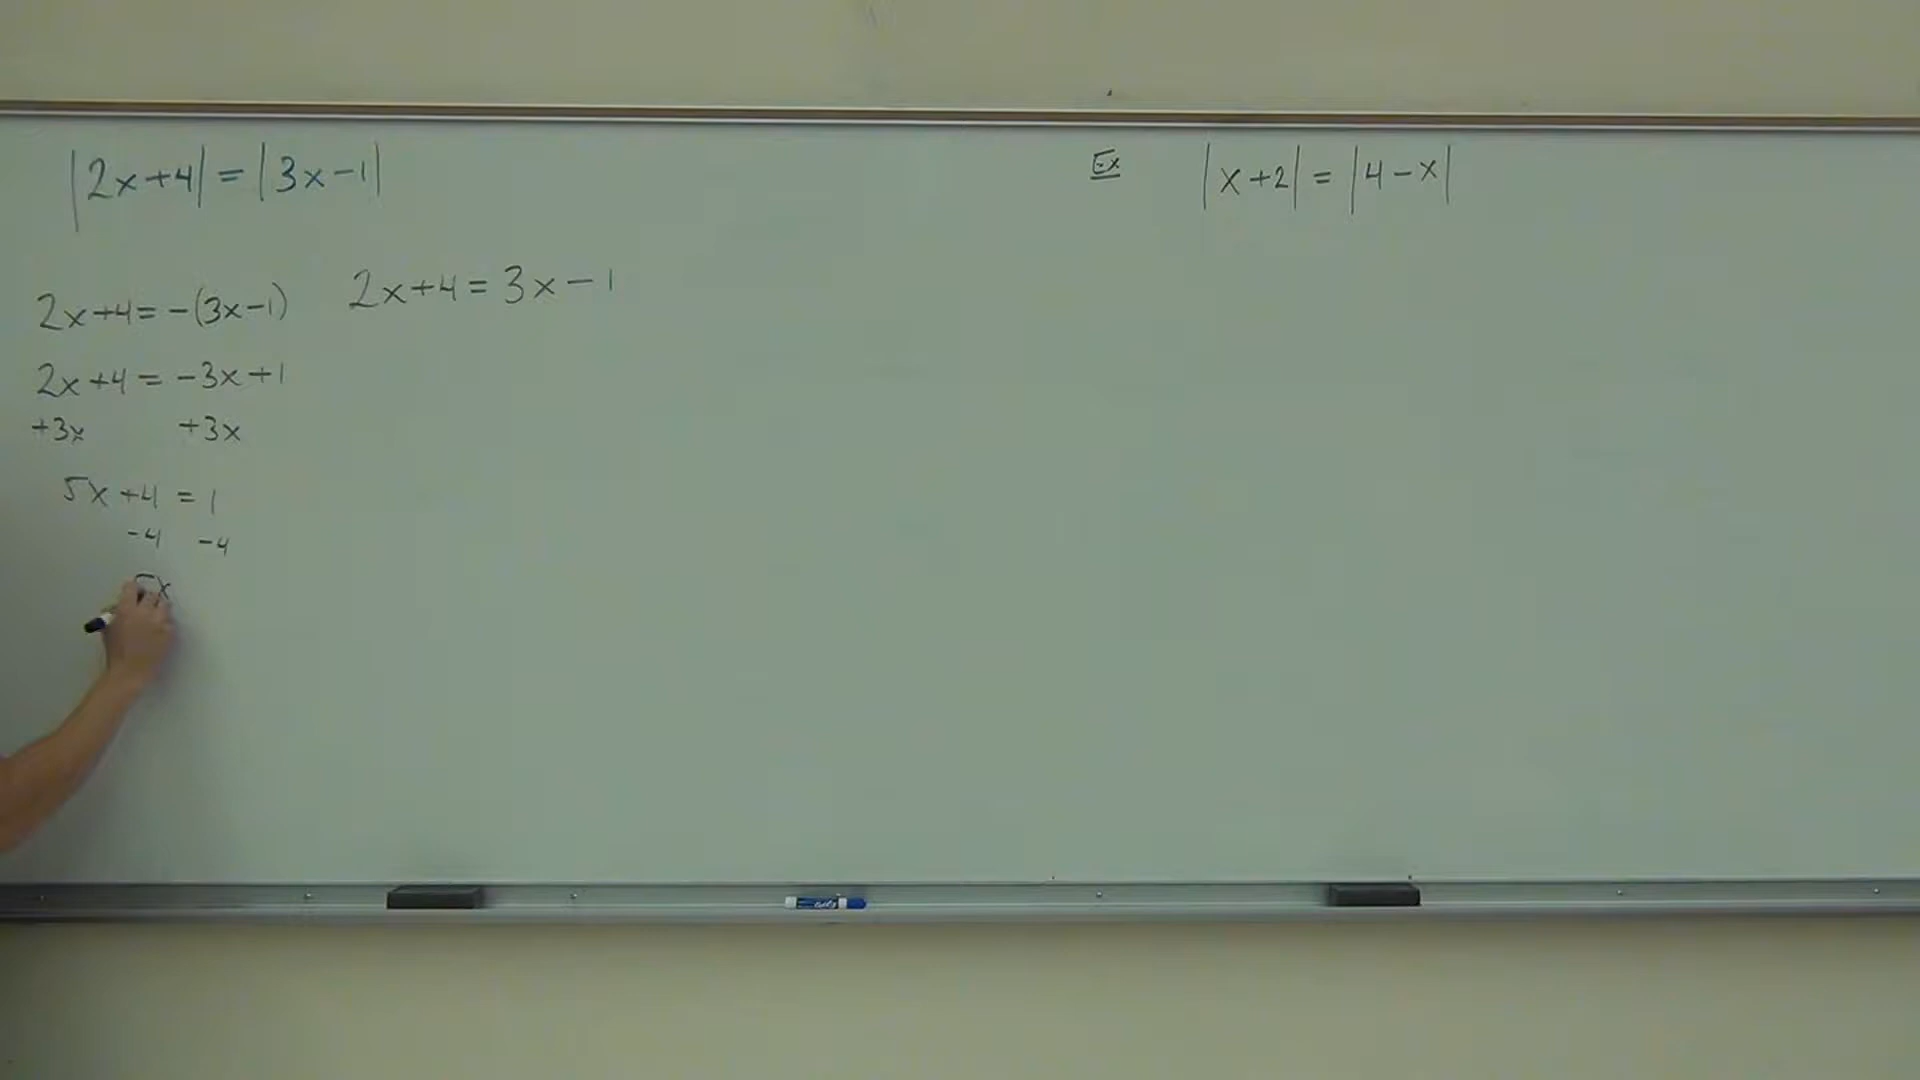 |2x+4| = |3x-1|
2x+4 = -(3x-1)
2x+4 = -3x+1
+3x +3x
5x+4 = 1
-4 -4
5x
2x+4 = 3x-1
Ex |x+2| = |4-x|